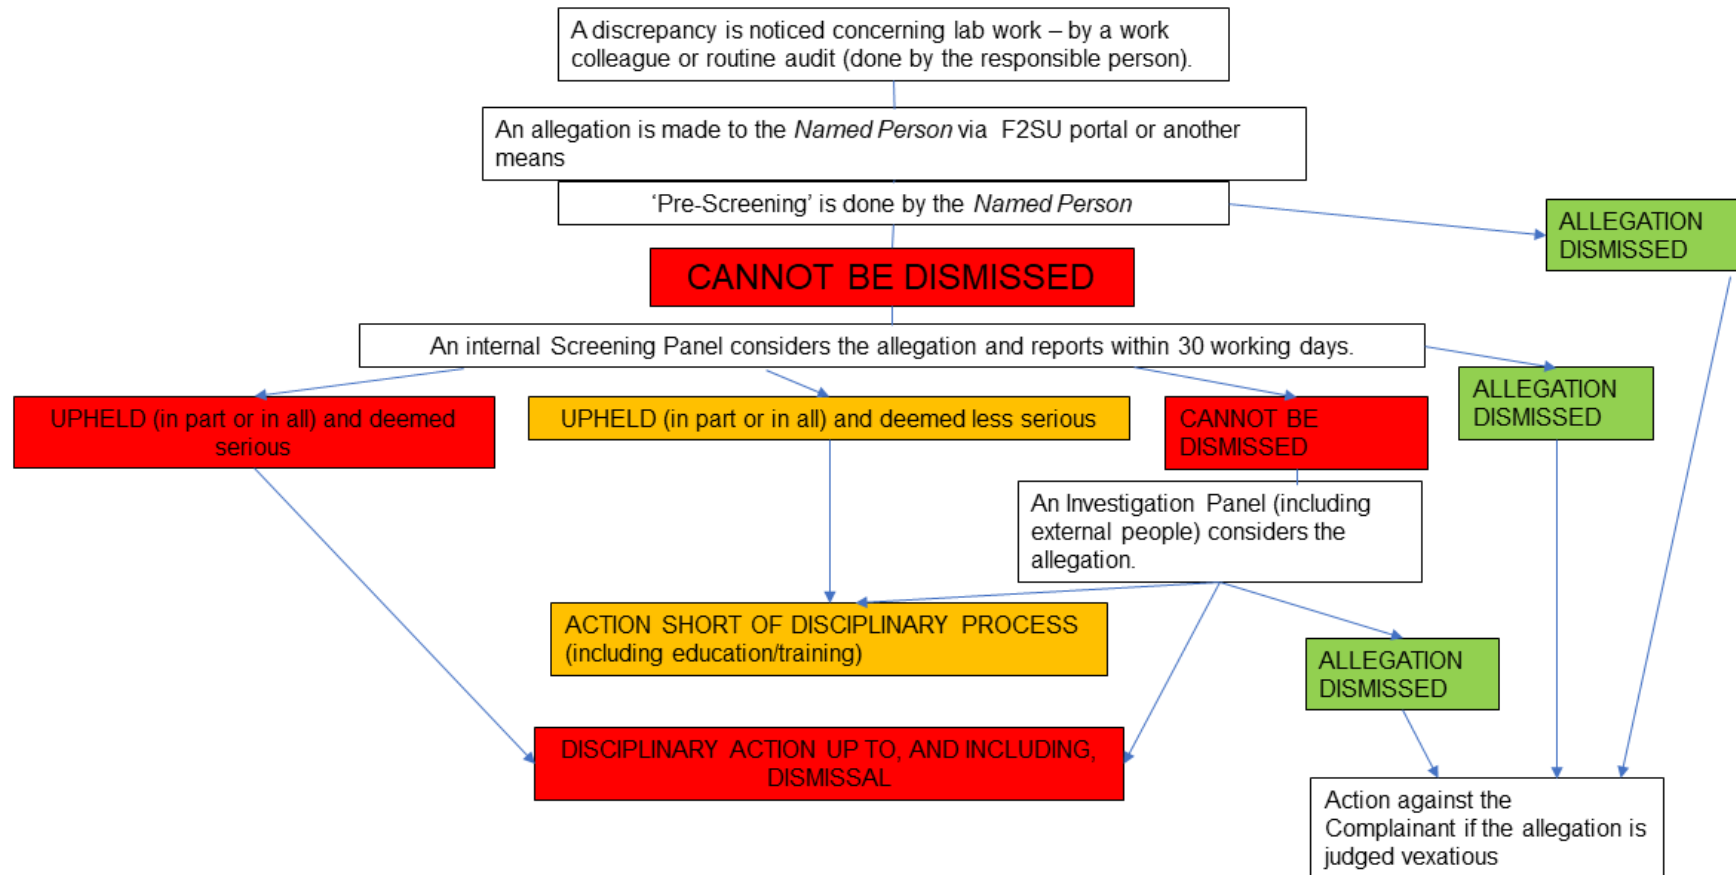 A discrepancy is noticed concerning lab work – by a work
colleague or routine audit (done by the responsible person).
An allegation is made to the Named Person via F2SU portal or another
means
‘Pre-Screening’ is done by the Named Person
ALLEGATION
DISMISSED
CANNOT BE DISMISSED
An internal Screening Panel considers the allegation and reports within 30 working days.
UPHELD (in part or in all) and deemed
serious
UPHELD (in part or in all) and deemed less serious
CANNOT BE
DISMISSED
ALLEGATION
DISMISSED
An Investigation Panel (including
external people) considers the
allegation.
ACTION SHORT OF DISCIPLINARY PROCESS
(including education/training)
ALLEGATION
DISMISSED
DISCIPLINARY ACTION UP TO, AND INCLUDING,
DISMISSAL
Action against the
Complainant if the allegation is
judged vexatious